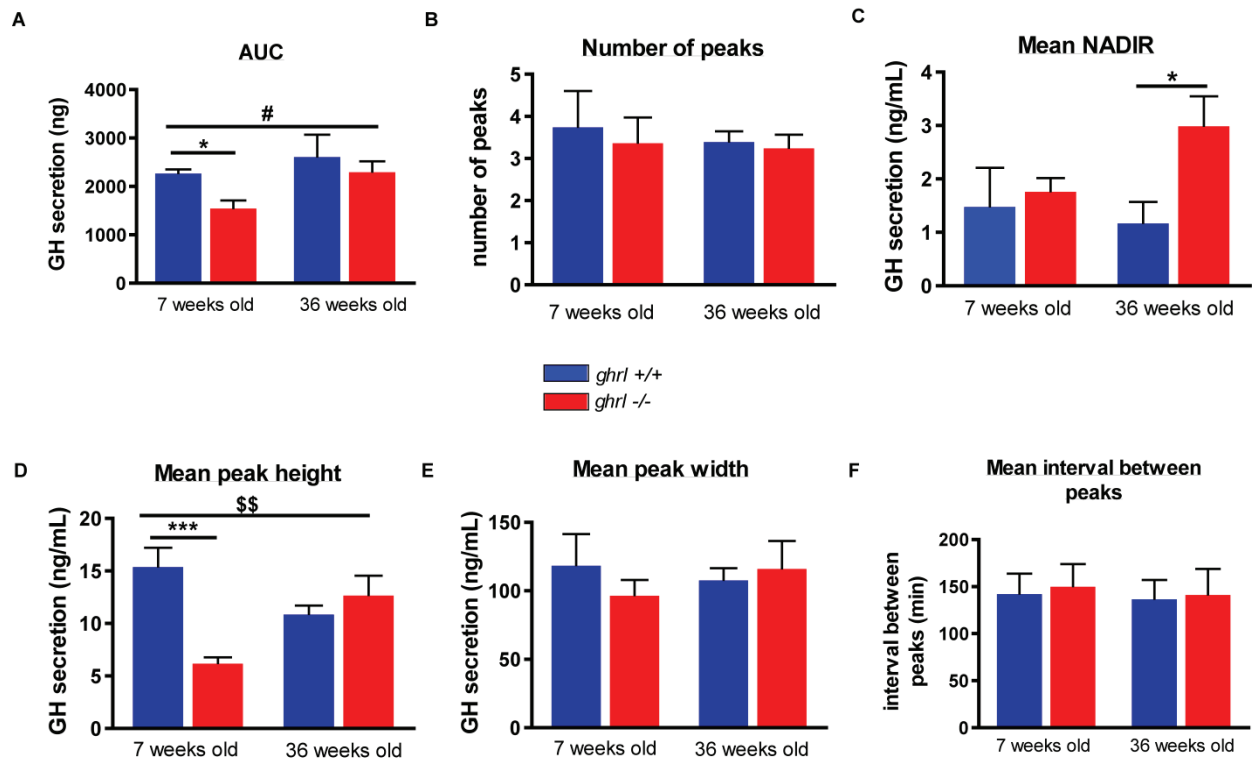 A
AUC
GH secretion (ng)
4000
3000
2000
1000
0
#
*
7 weeks old
36 weeks old
B
Number of peaks
number of peaks
5
4
3
2
1
0
7 weeks old
36 weeks old
C
Mean NADIR
GH secretion (ng/mL)
4
3
2
1
0
*
7 weeks old
36 weeks old
ghrl +/+
ghrl -/-
D
Mean peak height
GH secretion (ng/mL)
20
15
10
5
0
$$
***
7 weeks old
36 weeks old
E
Mean peak width
GH secretion (ng/mL)
150
100
50
0
7 weeks old
36 weeks old
F
Mean interval between
peaks
interval between
peaks (min)
200
150
100
50
0
7 weeks old
36 weeks old